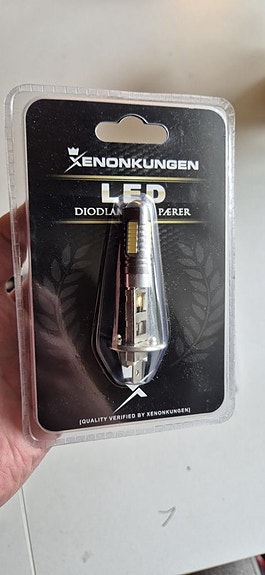 XENONKUNGEN
LED
PÆRER
[QUALITY VERIFIED BY XENONKUNGEN]